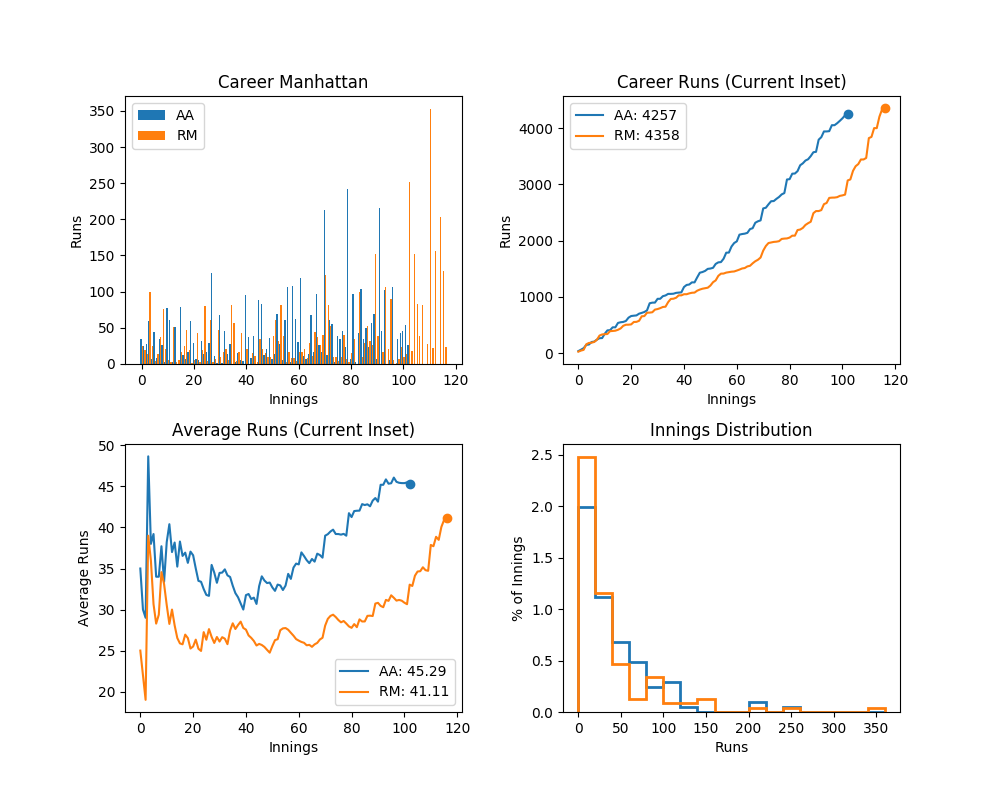 Career Manhattan
350
300
250
200
150
100
50
0
Runs
AA
RM
0 20 40 60 80 100 120
Innings
Career Runs (Current Inset)
4000
3000
2000
1000
0
Runs
AA: 4257
RM: 4358
0 20 40 60 80 100 120
Innings
Average Runs (Current Inset)
50
45
40
35
30
25
20
Average Runs
AA: 45.29
RM: 41.11
0 20 40 60 80 100 120
Innings
Innings Distribution
2.5
2.0
1.5
1.0
0.5
0.0
% of Innings
0 50 100 150 200 250 300 350
Runs